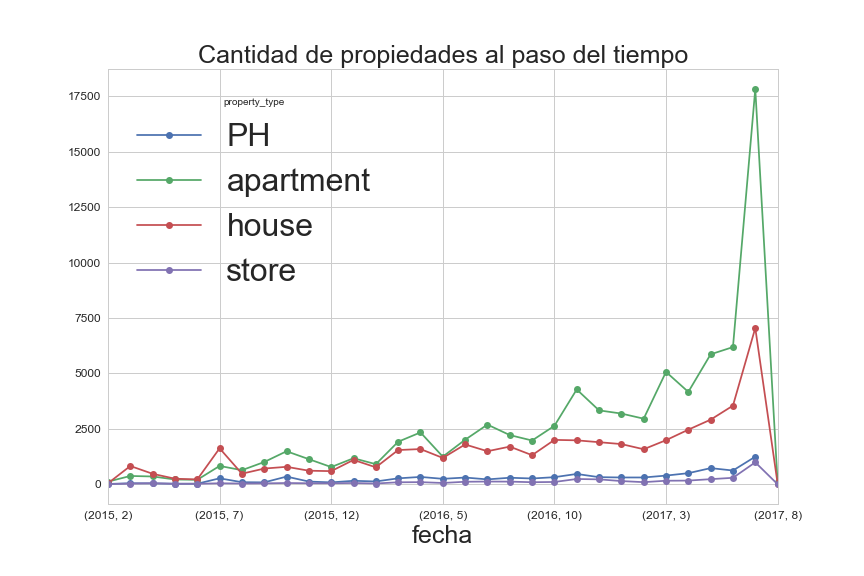 Cantidad de propiedades al paso del tiempo
property_type
PH
apartment
house
store
17500
15000
12500
10000
7500
5000
2500
0
(2015, 2) (2015, 7) (2015, 12) (2016, 5) (2016, 10) (2017, 3) (2017, 8)
fecha